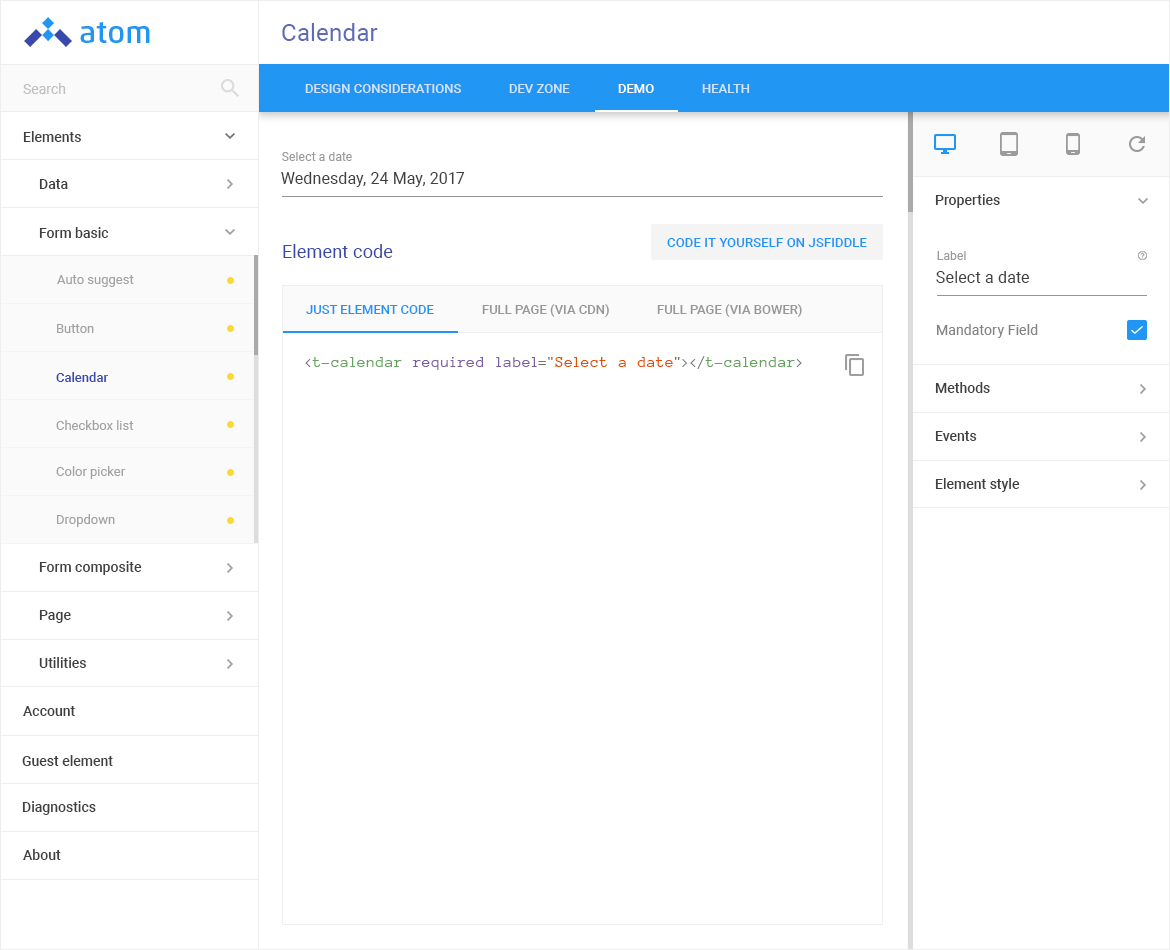 atom
Search
Elements
Data
Form basic
Auto suggest
Button
Calendar
Checkbox list
Color picker
Dropdown
Form composite
Page
Utilities
Account
Guest element
Diagnostics
About
Calendar
DESIGN CONSIDERATIONS
DEV ZONE
DEMO
HEALTH
Select a date
Wednesday, 24 May, 2017
Element code
CODE IT YOURSELF ON JSFIDDLE
JUST ELEMENT CODE
FULL PAGE (VIA CDN)
FULL PAGE (VIA BOWER)
<t-calendar required label="Select a date"></t-calendar>
Properties
Label
Select a date
Mandatory Field
Methods
Events
Element style